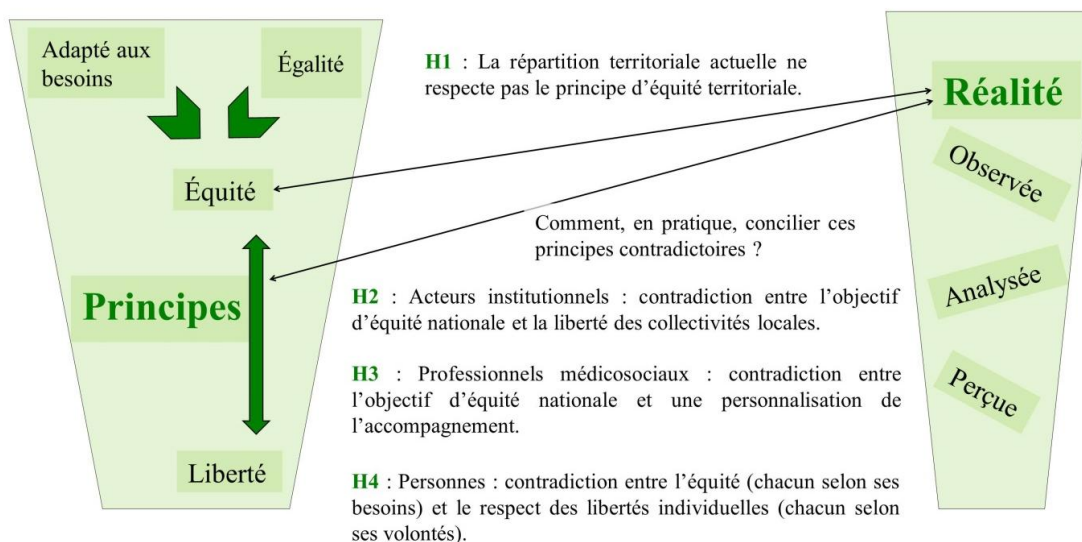 Adapté aux
besoins
Égalité
Équité
Principes
Liberté
H1 : La répartition territoriale actuelle ne
respecte pas le principe d’équité territoriale.
Comment, en pratique, concilier ces
principes contradictoires ?
H2 : Acteurs institutionnels : contradiction entre l’objectif
d’équité nationale et la liberté des collectivités locales.
H3 : Professionnels médicosociaux : contradiction entre
l’objectif d’équité nationale et une personnalisation de
l’accompagnement.
H4 : Personnes : contradiction entre l’équité (chacun selon ses
besoins) et le respect des libertés individuelles (chacun selon
ses volontés).
Réalité
Observée
Analysée
Perçue